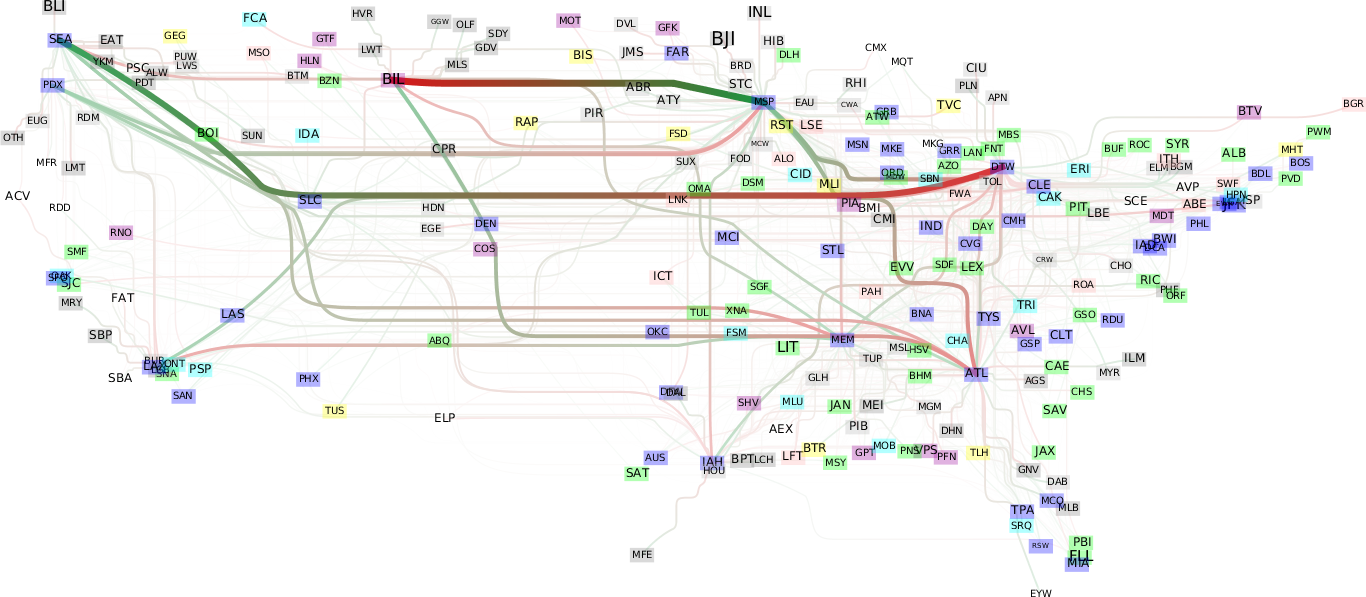 BLI
INL
HVR
FCA
GGW
OLF
MOT
DVL
GFK
SEA
EAT
GEG
GTF
SDY
BJI
HIB
LWT
GDV
MSO
BIS
JMS
FAR
DLH
CMX
YKM
PUW
HLN
MQT
PSC
LWS
MLS
BRD
CIU
ALW
BTM
BZN
BIL
PDT
STC
RHI
PDX
ABR
PLN
APN
ATY
MSP
EAU
CWA
TVC
BGR
PIR
GRB
ATW
BTV
EUG
RDM
RAP
RST
LSE
OTH
BOI
SUN
IDA
FSD
MBS
PWM
MCW
MSN
MKE
MKG
GRR
LAN
FNT
BUF
ROC
SYR
CPR
ALB
MHT
MFR
LMT
SUX
FOD
ALO
AZO
DTW
ITH
BOS
ELM
BGM
ERI
CID
ORD
SBN
BDL
PVD
DSM
MLI
TOL
CLE
SWF
OMA
AVP
HPN
ACV
FWA
CAK
SLC
LNK
PIA
SCE
ABE
ISP
JFK
RDD
HDN
BMI
PIT
LBE
MDT
CMI
CMH
PHL
EGE
DEN
IND
DAY
RNO
MCI
CVG
BWI
IAD
DCA
COS
STL
SMF
CRW
EVV
SDF
LEX
CHO
OAK
SJC
ICT
RIC
SGF
PAH
ROA
PHF
ORF
FAT
MRY
LAS
TUL
XNA
BNA
TYS
TRI
GSO
RDU
SBP
OKC
FSM
AVL
CLT
ABQ
MEM
CHA
GSP
LIT
MSL
HSV
TUP
ILM
BUR
ONT
PSP
CAE
MYR
SNA
SBA
PHX
GLH
BHM
ATL
AGS
SAN
DAL
CHS
SHV
MLU
JAN
MEI
MGM
TUS
SAV
ELP
AEX
PIB
DHN
BTR
MOB
PNS
VPS
AUS
IAH
BPT
LCH
LFT
MSY
GPT
PFN
TLH
JAX
SAT
HOU
GNV
DAB
MCO
MLB
TPA
SRQ
MFE
RSW
PBI
FLL
MIA
EYW